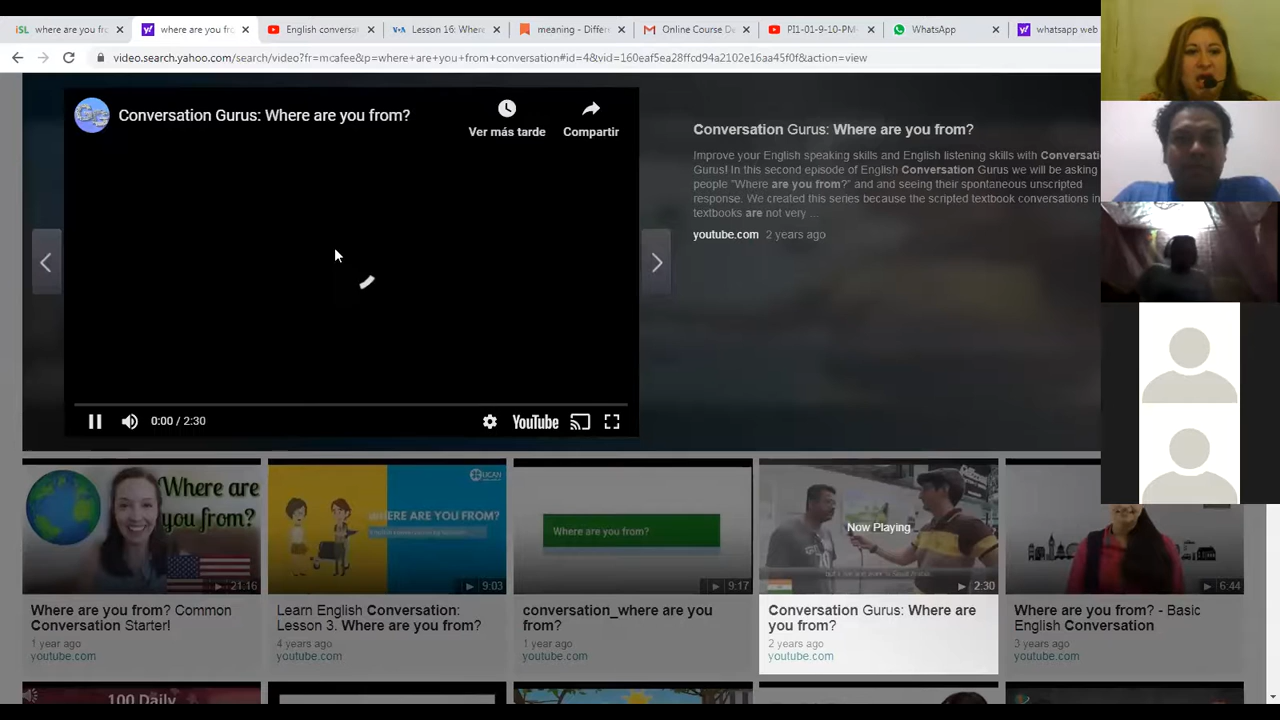 iSL where are you fr
where are you fro
English conversat
Lesson 16: Where
meaning - Differe
Online Course De
PI1-01-9-10-PM
WhatsApp
whatsapp web
video.search.yahoo.com/search/video?fr=mcafee&p=where+are+you+from+conversation#id=4&vid=160eaf5ea28ffcd94a2102e16aa45f0f&action=view
Conversation Gurus: Where are you from?
Ver más tarde
Compartir
0:00 / 2:30
YouTube
Conversation Gurus: Where are you from?
Improve your English speaking skills and English listening skills with Conversati
Gurus! In this second episode of English Conversation Gurus we will be asking
people "Where are you from?" and and seeing their spontaneous unscripted
response. We created this series because the scripted textbook conversations in
textbooks are not very ...
youtube.com 2 years ago
Where are
you from?
21:16
Where are you from? Common
Conversation Starter!
1 year ago
youtube.com
UCAN
WHERE ARE YOU FROM?
9:03
Learn English Conversation:
Lesson 3. Where are you from?
4 years ago
youtube.com
Where are you from?
9:17
conversation_where are you
from?
1 year ago
youtube.com
Now Playing
2:30
Conversation Gurus: Where are
you from?
2 years ago
youtube.com
6:44
Where are you from? - Basic
English Conversation
3 years ago
youtube.com
100 Daily